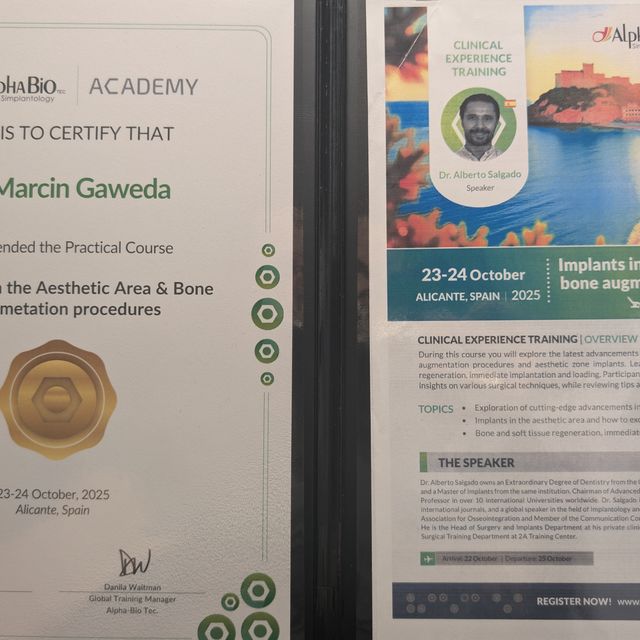 PHABIO TEC
Simplantology
ACADEMY
IS TO CERTIFY THAT
Marcin Gaweda
ended the Practical Course
the Aesthetic Area & Bone
metation procedures
23-24 October, 2025
Alicante, Spain
Danila Waitman
Global Training Manager
Alpha-Bio Tec.
CLINICAL
EXPERIENCE
TRAINING
Dr. Alberto Salgado
Speaker
Alph
23-24 October
ALICANTE, SPAIN | 2025
Implants in
bone augm
CLINICAL EXPERIENCE TRAINING | OVERVIEW
During this course you will explore the latest advancements
augmentation procedures and aesthetic zone implants. Lea
regeneration, immediate implantation and loading. Participan
insights on various surgical techniques, while reviewing tips a
TOPICS
• Exploration of cutting-edge advancements i
• Implants in the aesthetic area and how to exc
• Bone and soft tissue regeneration, immediat
THE SPEAKER
Dr. Alberto Salgado owns an Extraordinary Degree of Dentistry from the
and a Master of Implants from the same institution. Chairman of Advanced
Professor in over 10 International Universities worldwide. Dr. Salgado
international journals, and a global speaker in the field of Implantology and
Association for Osseointegration and Member of the Communication Co
He is the Head of Surgery and Implants Department at his private clini
Surgical Training Department at 2A Training Center.
Arrival: 22 October | Departure: 25 October
REGISTER NOW! www.